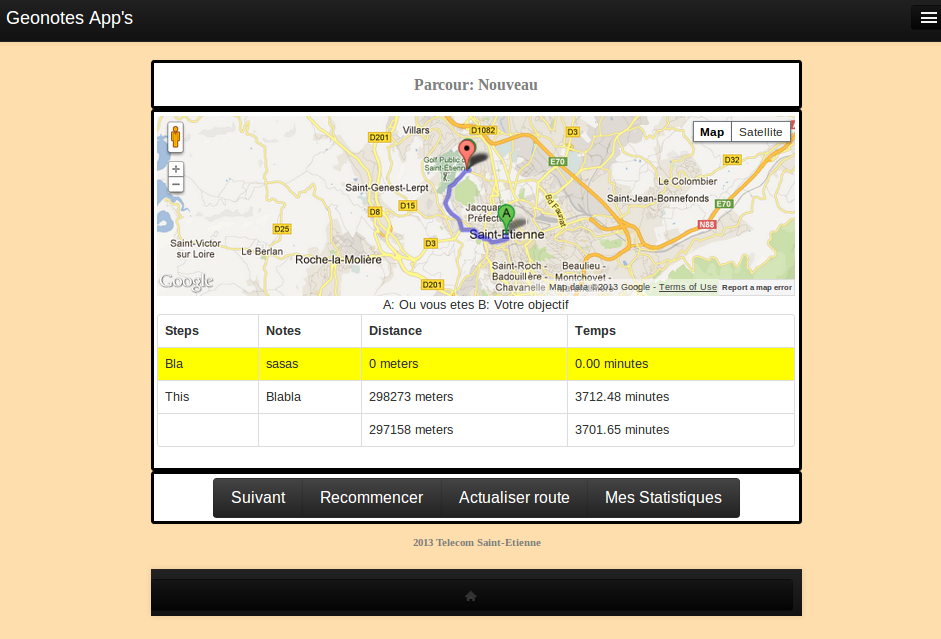 Geonotes App's
Parcour: Nouveau
Villars
D1082
D201
D3
Map Satellite
Golf Public d
Saint-Etienne
E70
D32
Saint-Genest-Lerpt
Le Colombier
D15
Saint-Jean-Bonnefonds
E70
D8
Jacquar
Préfectu
A
Bd Fauriat
N88
D25
Saint-Étienne
Saint-Victor
sur Loire
Le Berlan
D3
Roche-la-Molière
Saint-Roch -
Badouillère -
Chavanelle
Beaulieu -
Montchovet -
D201
Google
Map data ©2013 Google - Terms of Use Report a map error
A: Ou vous etes B: Votre objectif
Steps Notes Distance Temps
Bla sasas 0 meters 0.00 minutes
This Blabla 298273 meters 3712.48 minutes
297158 meters 3701.65 minutes
Suivant Recommencer Actualiser route Mes Statistiques
2013 Telecom Saint-Etienne